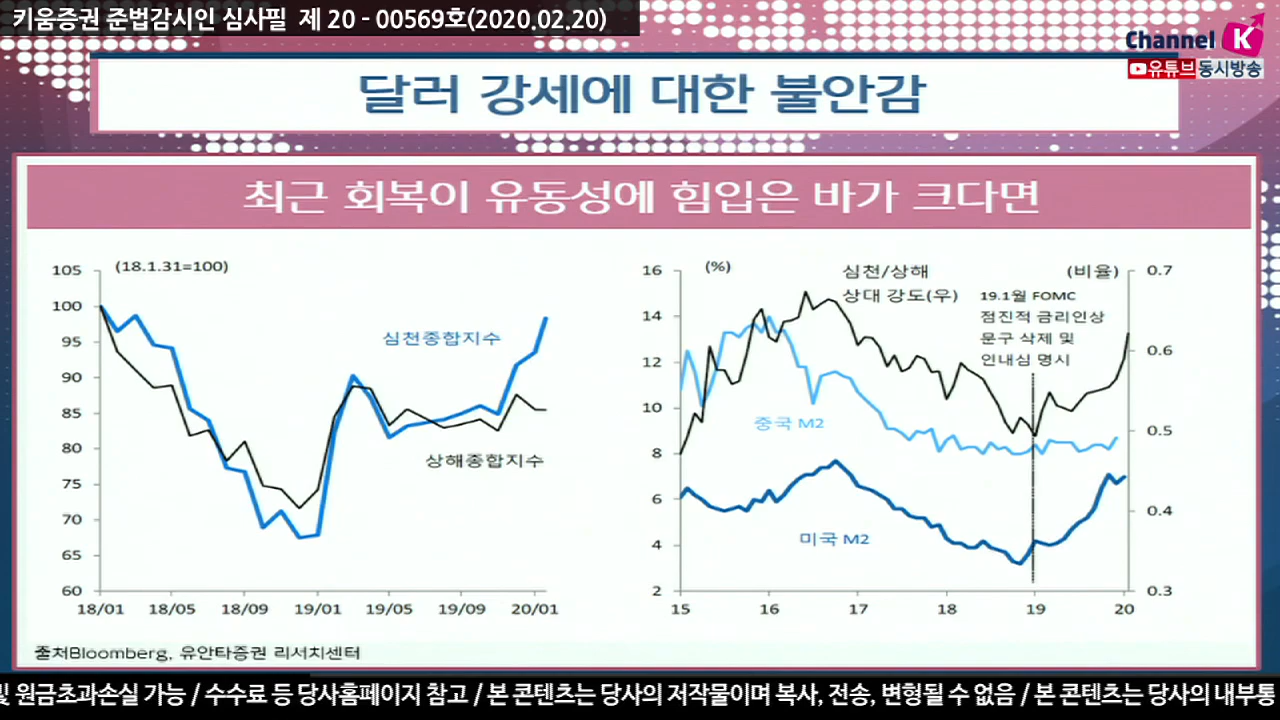 키움증권 준법감시인 심사필 제 20 - 00569호(2020.02.20)
Channel K
유튜브 동시방송
달러 강세에 대한 불안감
최근 회복이 유동성에 힘입은 바가 크다면
(18.1.31=100)
105
100
95
90
85
80
75
70
65
60
심천종합지수
상해종합지수
18/01 18/05 18/09 19/01 19/05 19/09 20/01
(%)
16
14
12
10
8
6
4
2
심천/상해
상대 강도(우)
(비율)
19.1월 FOMC
점진적 금리인상
문구 삭제 및
인내심 명시
중국 M2
미국 M2
0.7
0.6
0.5
0.4
0.3
15 16 17 18 19 20
출처Bloomberg, 유안타증권 리서치센터
및 원금초과손실 가능 / 수수료 등 당사홈페이지 참고 / 본 콘텐츠는 당사의 저작물이며 복사, 전송, 변형될 수 없음 / 본 콘텐츠는 당사의 내부통